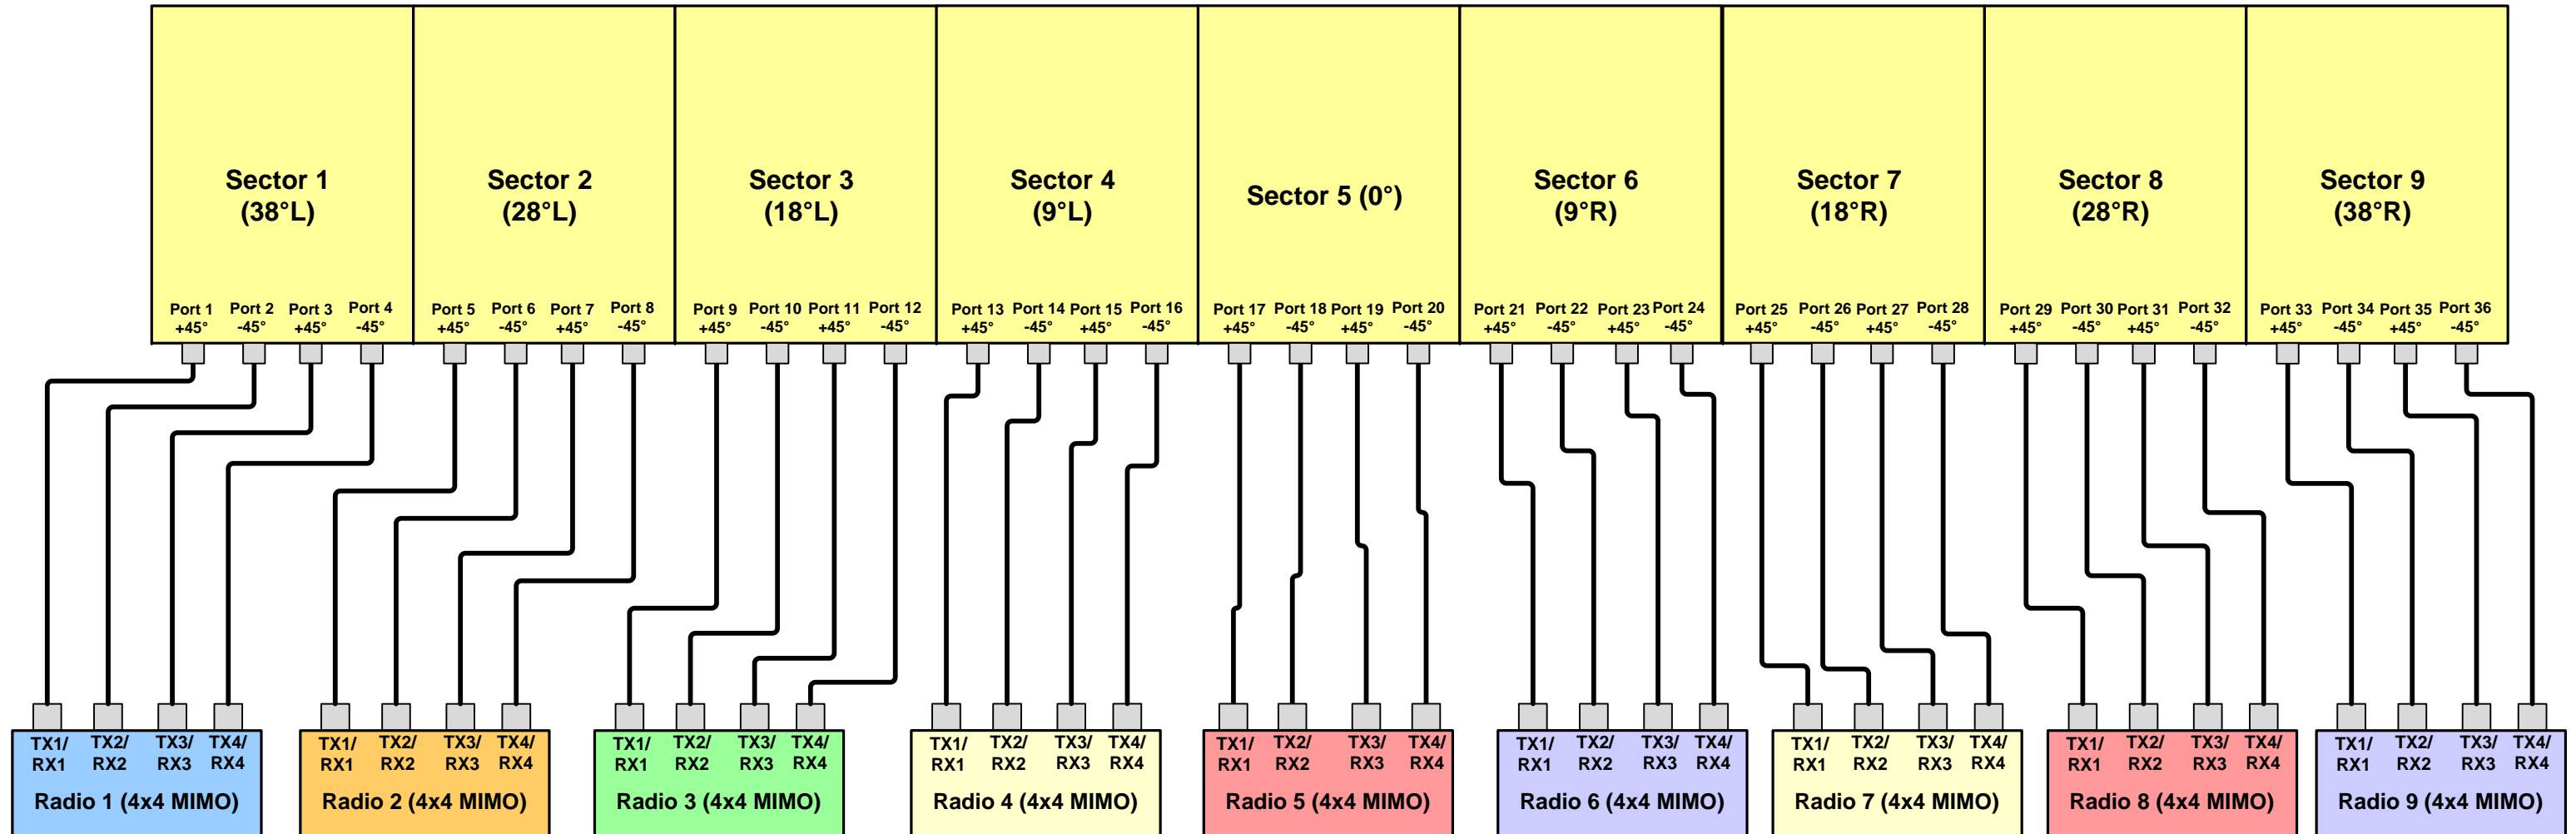 Sector 1
(38°L)
Sector 2
(28°L)
Sector 3
(18°L)
Sector 4
(9°L)
Sector 5 (0°)
Sector 6
(9°R)
Sector 7
(18°R)
Sector 8
(28°R)
Sector 9
(38°R)
Port 1 Port 2 Port 3 Port 4
+45° -45° +45° -45°
Port 5 Port 6 Port 7 Port 8
+45° -45° +45° -45°
Port 9 Port 10 Port 11 Port 12
+45° -45° +45° -45°
Port 13 Port 14 Port 15 Port 16
+45° -45° +45° -45°
Port 17 Port 18 Port 19 Port 20
+45° -45° +45° -45°
Port 21 Port 22 Port 23 Port 24
+45° -45° +45° -45°
Port 25 Port 26 Port 27 Port 28
+45° -45° +45° -45°
Port 29 Port 30 Port 31 Port 32
+45° -45° +45° -45°
Port 33 Port 34 Port 35 Port 36
+45° -45° +45° -45°
TX1/ TX2/ TX3/ TX4/
RX1 RX2 RX3 RX4
Radio 1 (4x4 MIMO)
TX1/ TX2/ TX3/ TX4/
RX1 RX2 RX3 RX4
Radio 2 (4x4 MIMO)
TX1/ TX2/ TX3/ TX4/
RX1 RX2 RX3 RX4
Radio 3 (4x4 MIMO)
TX1/ TX2/ TX3/ TX4/
RX1 RX2 RX3 RX4
Radio 4 (4x4 MIMO)
TX1/ TX2/ TX3/ TX4/
RX1 RX2 RX3 RX4
Radio 5 (4x4 MIMO)
TX1/ TX2/ TX3/ TX4/
RX1 RX2 RX3 RX4
Radio 6 (4x4 MIMO)
TX1/ TX2/ TX3/ TX4/
RX1 RX2 RX3 RX4
Radio 7 (4x4 MIMO)
TX1/ TX2/ TX3/ TX4/
RX1 RX2 RX3 RX4
Radio 8 (4x4 MIMO)
TX1/ TX2/ TX3/ TX4/
RX1 RX2 RX3 RX4
Radio 9 (4x4 MIMO)